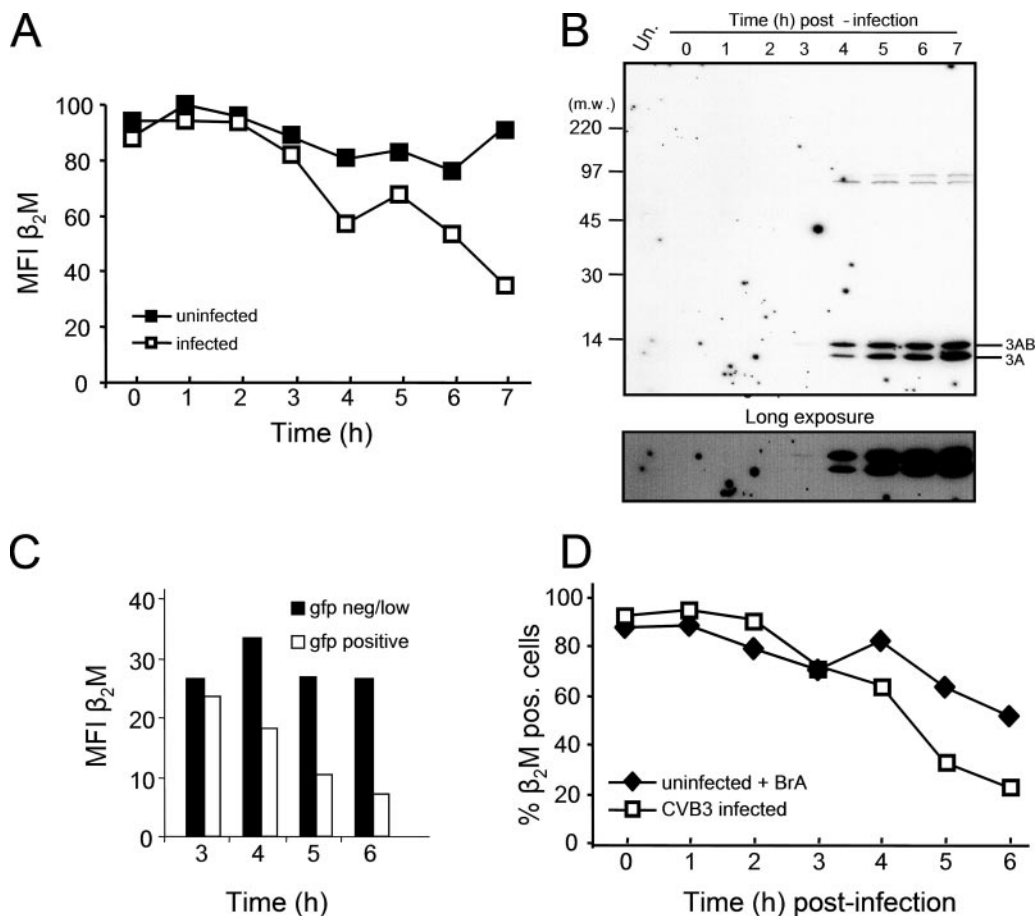 A
MFI β₂M
100
80
60
40
20
0
uninfected
infected
0 1 2 3 4 5 6 7
Time (h)
B
Time (h) post -infection
Un. 0 1 2 3 4 5 6 7
(m.w.)
220
97
45
30
14
3AB
3A
Long exposure
C
MFI β₂M
40
30
20
10
0
gfp neg/low
gfp positive
3 4 5 6
Time (h)
D
% β₂M pos. cells
100
80
60
40
20
0
uninfected + BrA
CVB3 infected
0 1 2 3 4 5 6
Time (h) post-infection